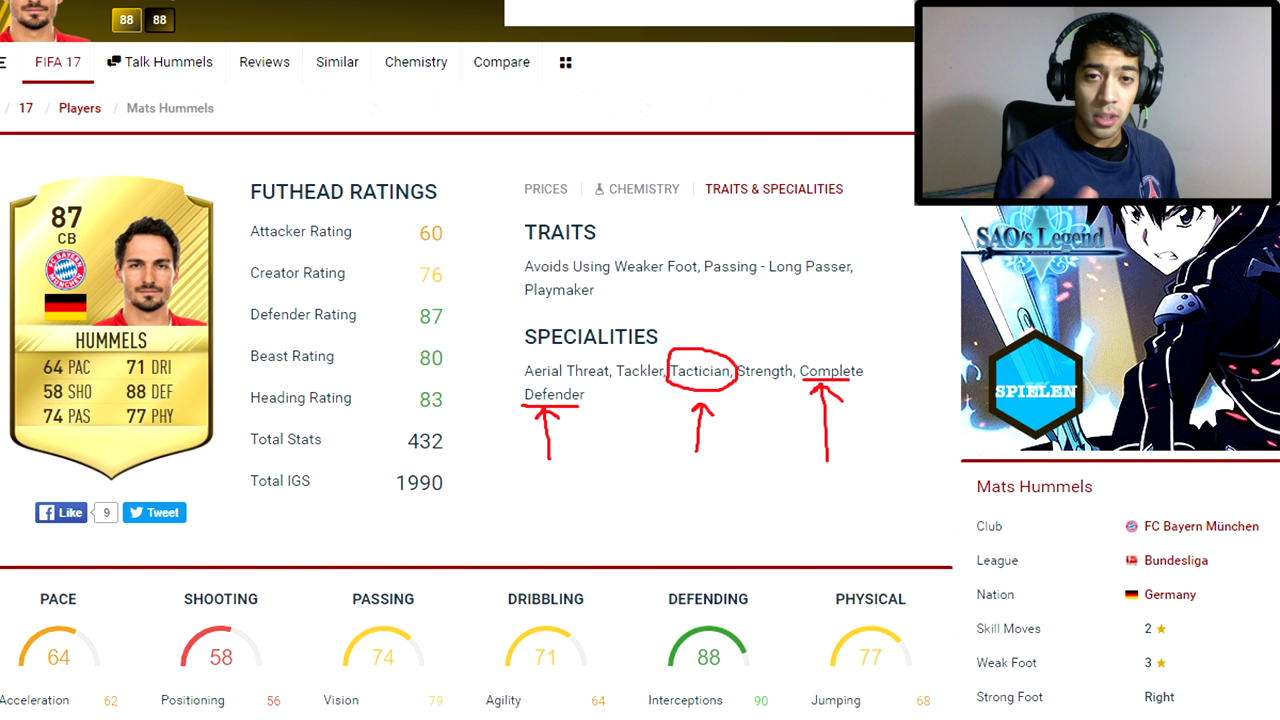 88 88
FIFA 17 Talk Hummels Reviews Similar Chemistry Compare
/ 17 / Players / Mats Hummels
87
CB
HUMMELS
64 PAC 71 DRI
58 SHO 88 DEF
74 PAS 77 PHY
Like 9 Tweet
FUTHEAD RATINGS
Attacker Rating 60
Creator Rating 76
Defender Rating 87
Beast Rating 80
Heading Rating 83
Total Stats 432
Total IGS 1990
PRICES CHEMISTRY TRAITS & SPECIALITIES
TRAITS
Avoids Using Weaker Foot, Passing - Long Passer,
Playmaker
SPECIALITIES
Aerial Threat, Tackler, Tactician, Strength, Complete
Defender
SAO's Legend
SPIELEN
Mats Hummels
Club FC Bayern München
League Bundesliga
Nation Germany
Skill Moves 2
Weak Foot 3
Strong Foot Right
PACE SHOOTING PASSING DRIBBLING DEFENDING PHYSICAL
64 58 74 71 88 77
Acceleration 62 Positioning 56 Vision 79 Agility 64 Interceptions 90 Jumping 68